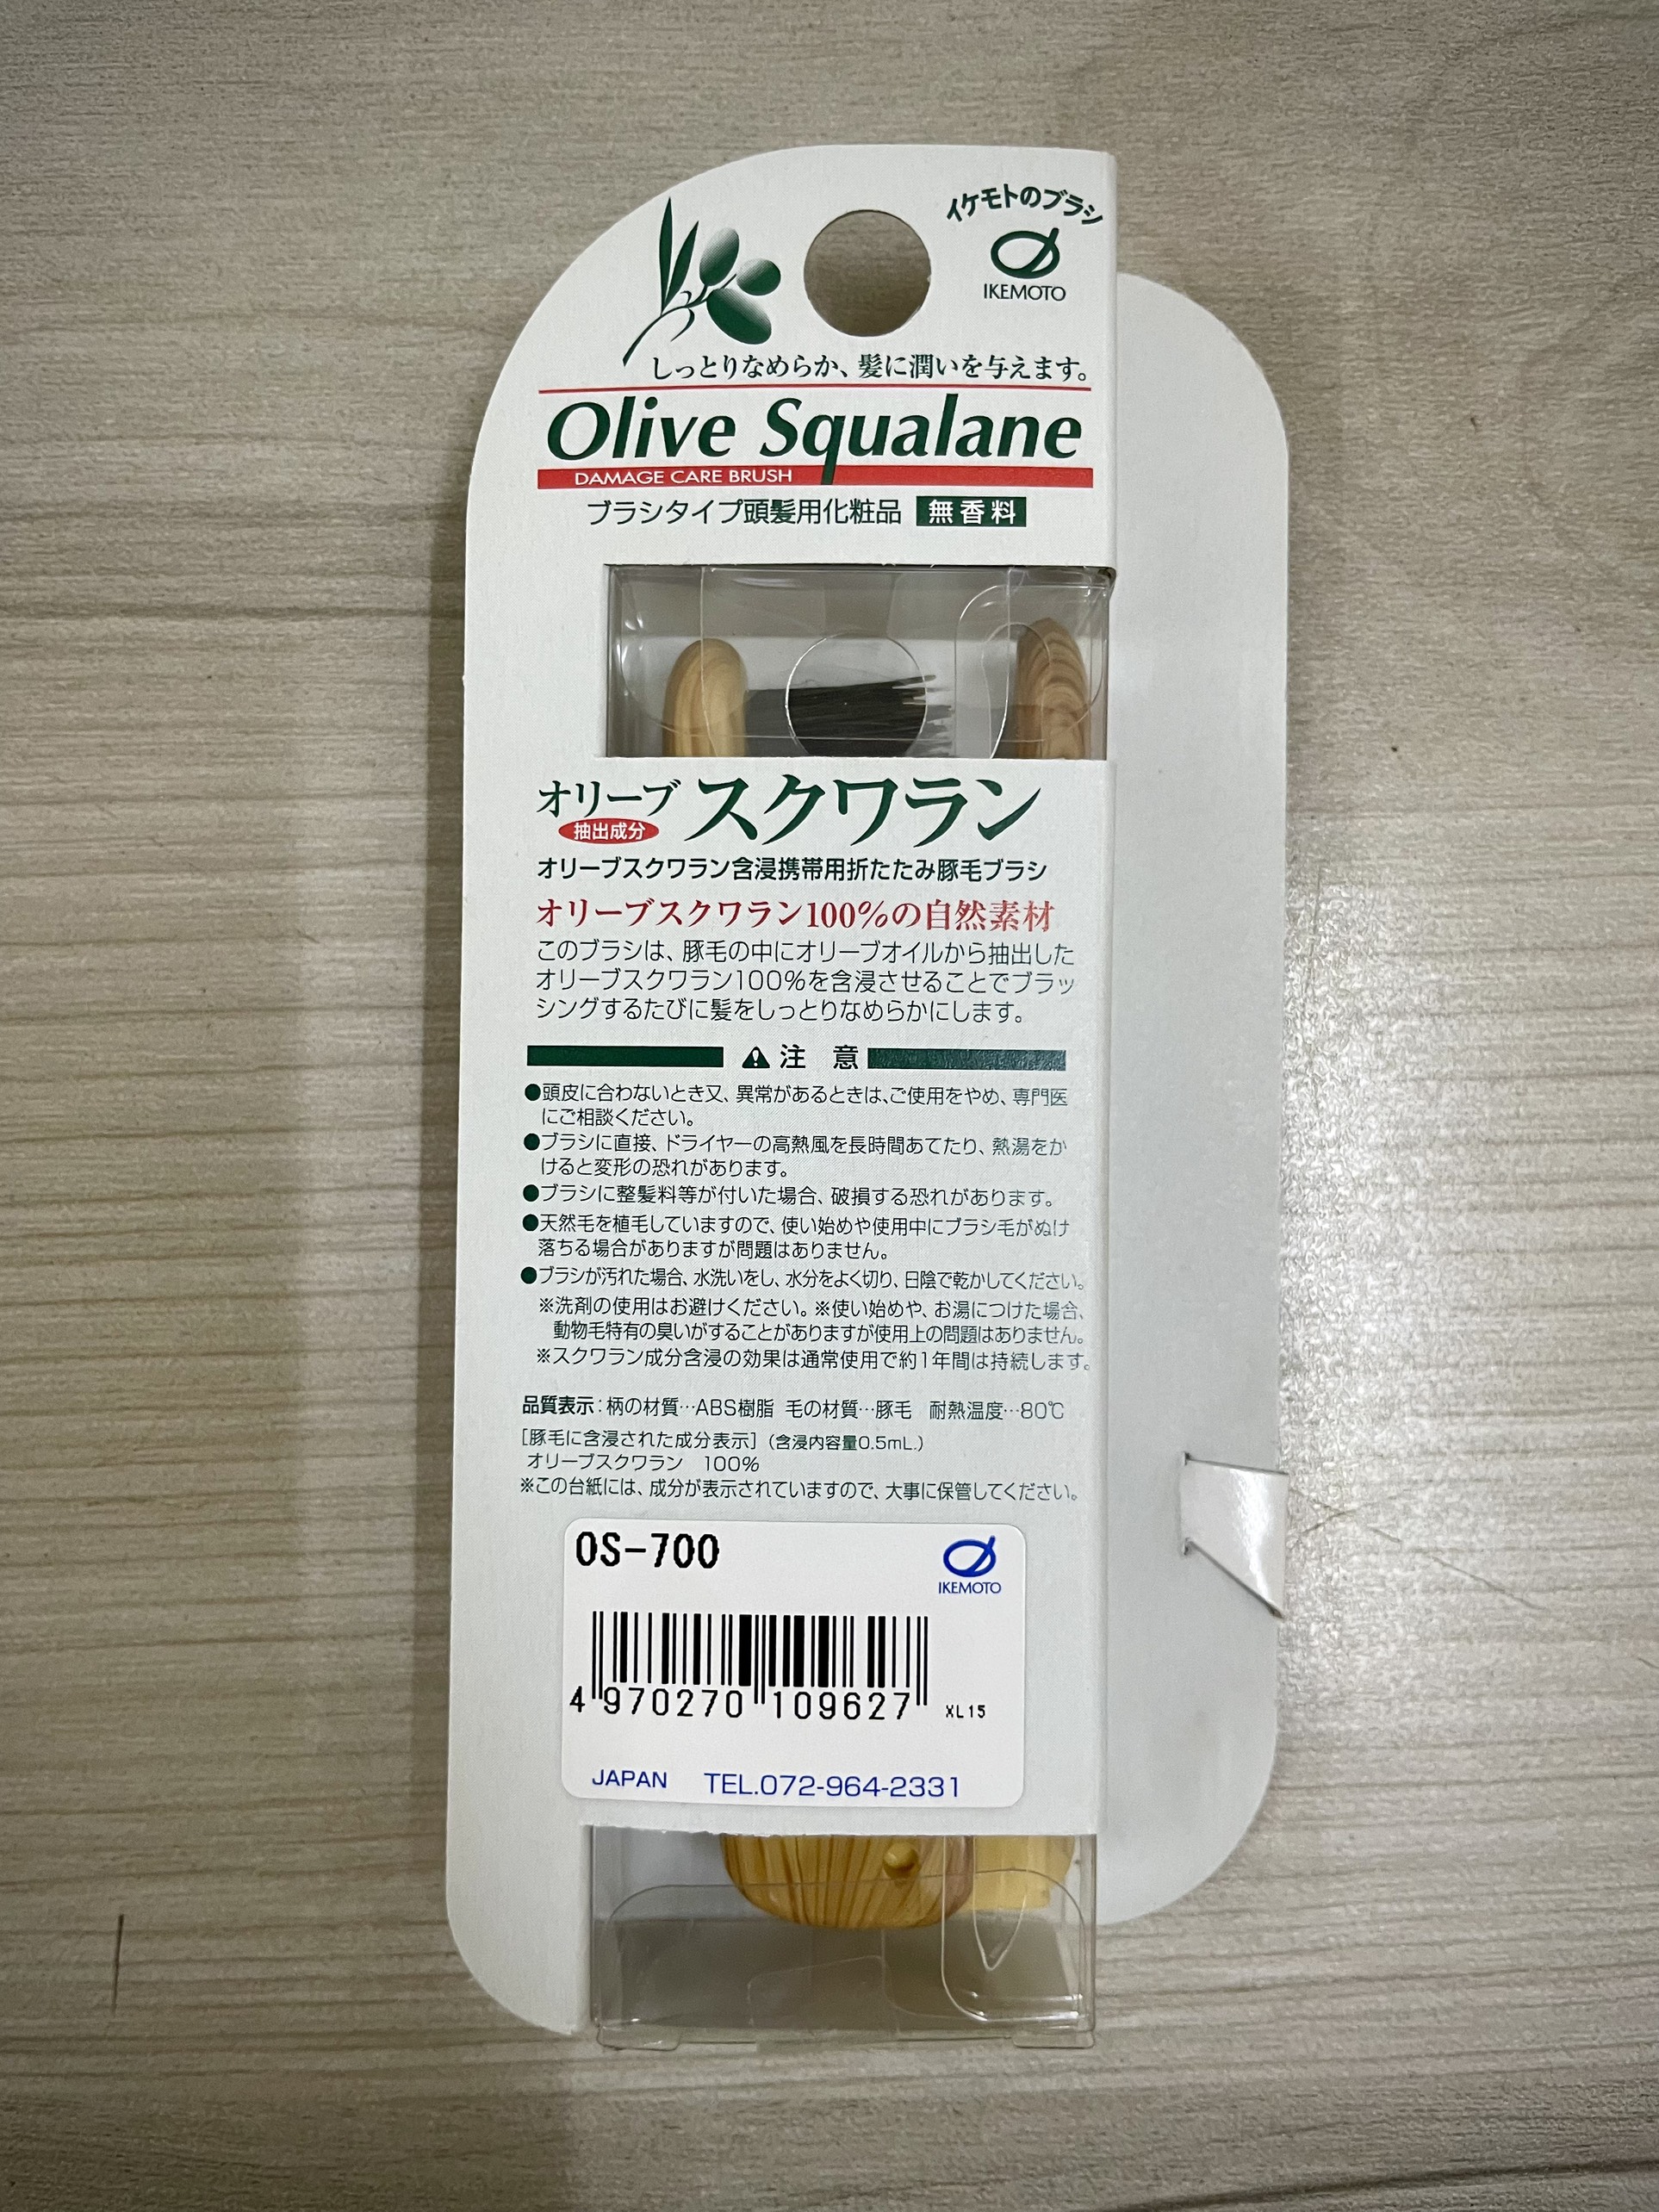 イケモトのブラシ
IKEMOTO
しっとりなめらか、髪に潤いを与えます。
Olive Squalane
DAMAGE CARE BRUSH
ブラシタイプ頭髪用化粧品 無香料
オリーブスクワラン
抽出成分
オリーブスクワラン含浸携帯用折たたみ豚毛ブラシ
オリーブスクワラン100%の自然素材
このブラシは、豚毛の中にオリーブオイルから抽出した
オリーブスクワラン100%を含浸させることでブラッ
シングするたびに髪をしっとりなめらかにします。
⚠注 意
●頭皮に合わないとき又、異常があるときは、ご使用をやめ、専門医
にご相談ください。
●ブラシに直接、ドライヤーの高熱風を長時間あてたり、熱湯をか
けると変形の恐れがあります。
●ブラシに整髪料等が付いた場合、破損する恐れがあります。
●天然毛を植毛していますので、使い始めや使用中にブラシ毛がぬけ
落ちる場合がありますが問題はありません。
●ブラシが汚れた場合、水洗いをし、水分をよく切り、日陰で乾かしてください。
※洗剤の使用はお避けください。※使い始めや、お湯につけた場合、
動物毛特有の臭いがすることがありますが使用上の問題はありません。
※スクワラン成分含浸の効果は通常使用で約1年間は持続します。
品質表示:柄の材質…ABS樹脂 毛の材質…豚毛 耐熱温度…80℃
[豚毛に含浸された成分表示](含浸内容量0.5mL.)
オリーブスクワラン 100%
※この台紙には、成分が表示されていますので、大事に保管してください。
OS-700
IKEMOTO
4 970270 109627 XL15
JAPAN TEL.072-964-2331